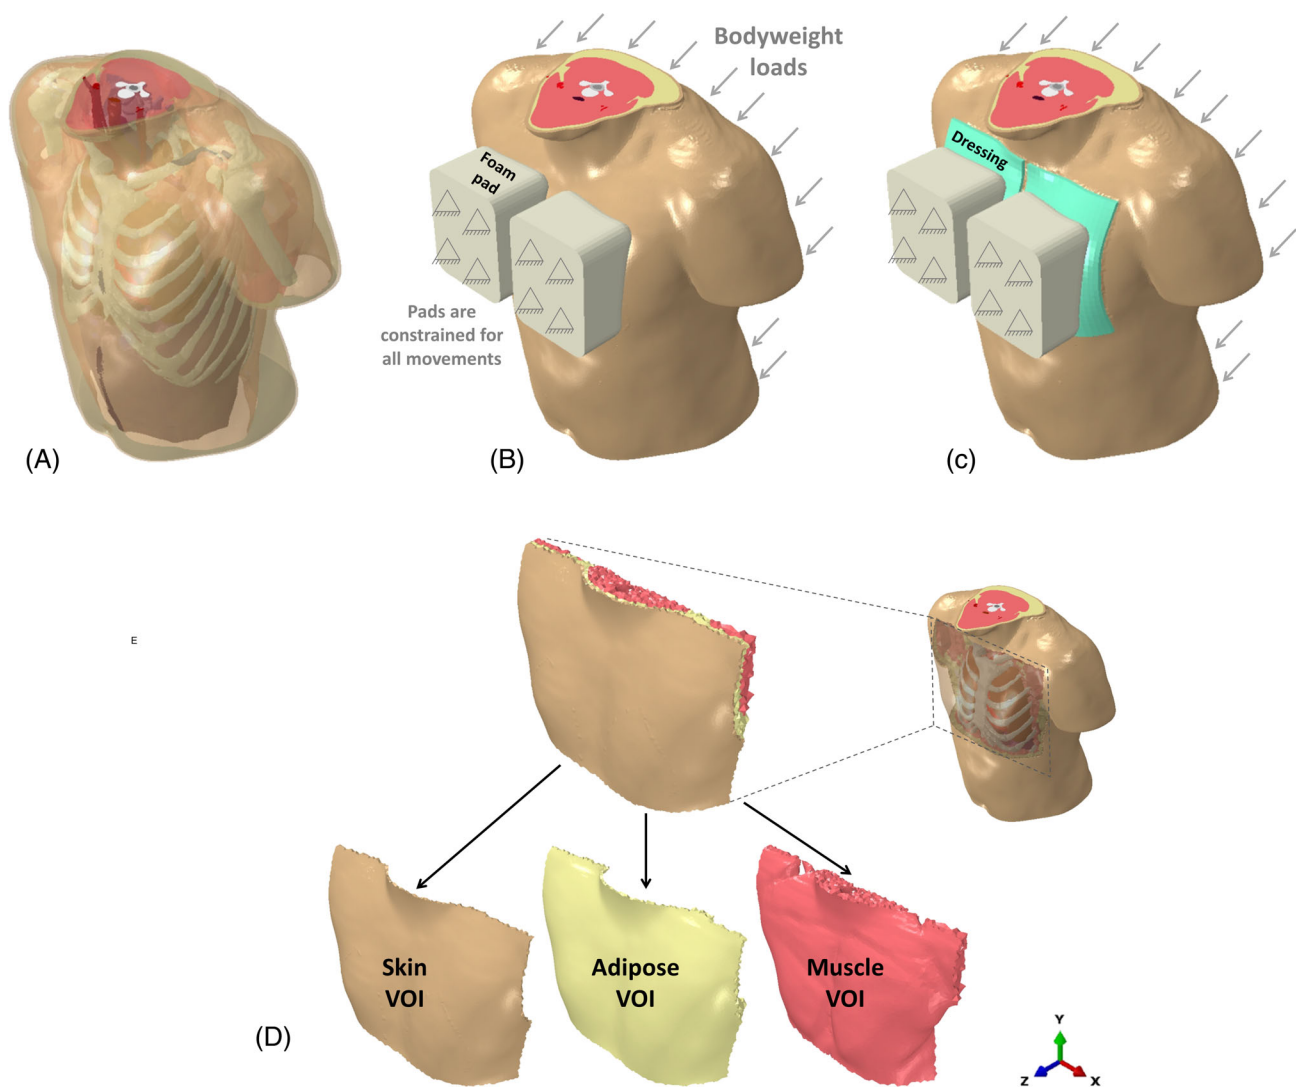 Bodyweight
loads
Foam
pad
Pads are
constrained for
all movements
Dressing
(A)
(B)
(c)
E
Skin
VOI
Adipose
VOI
Muscle
VOI
(D)
Y
Z
X